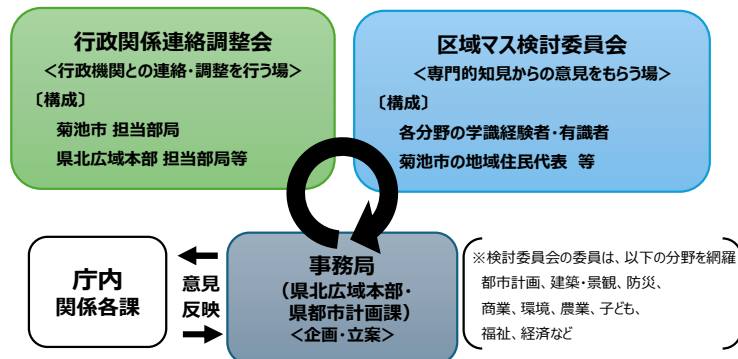 行政関係連絡調整会
<行政機関との連絡・調整を行う場>
〔構成〕
菊池市 担当部局
県北広域本部 担当部局等
区域マス検討委員会
<専門的知見からの意見をもらう場>
〔構成〕
各分野の学識経験者・有識者
菊池市の地域住民代表 等
庁内
関係各課
意見
反映
事務局
(県北広域本部・
県都市計画課)
<企画・立案>
※検討委員会の委員は、以下の分野を網羅
都市計画、建築・景観、防災、
商業、環境、農業、子ども、
福祉、経済など